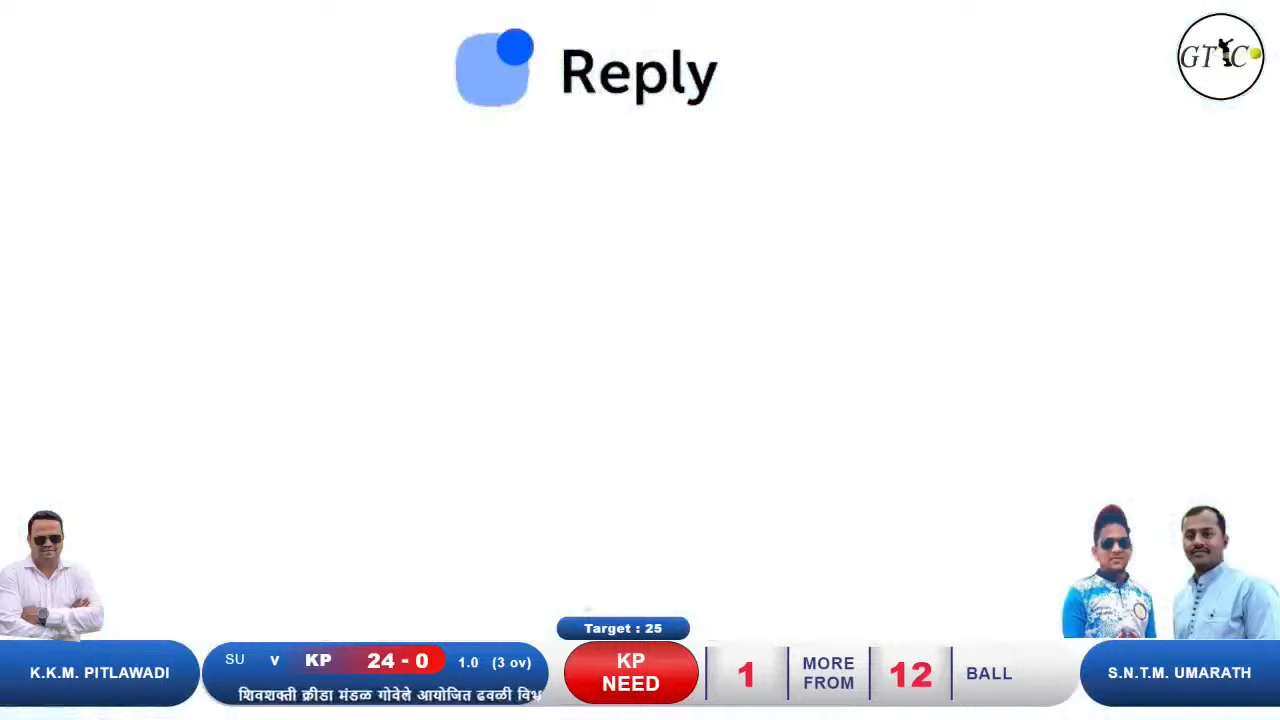 Reply
GTC
Target : 25
K.K.M. PITLAWADI
SU v KP 24 - 0 1.0 (3 ov)
शिवशक्ती क्रीडा मंडळ गोवेले आयोजित ढवळी
KP NEED
1
MORE FROM
12
BALL
S.N.T.M. UMARATH